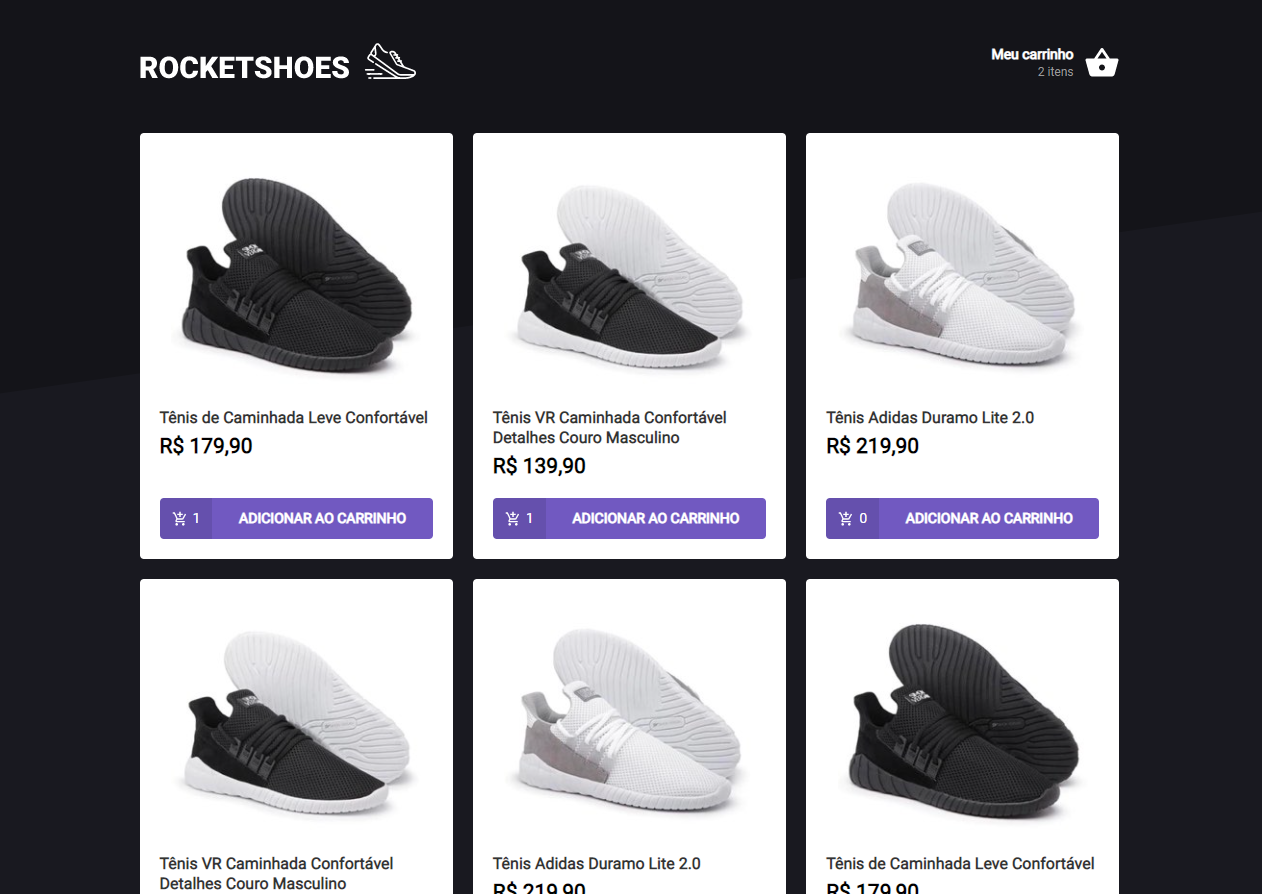 ROCKETSHOES
Meu carrinho
2 itens
Tênis de Caminhada Leve Confortável
R$ 179,90
1 ADICIONAR AO CARRINHO
Tênis VR Caminhada Confortável
Detalhes Couro Masculino
R$ 139,90
1 ADICIONAR AO CARRINHO
Tênis Adidas Duramo Lite 2.0
R$ 219,90
0 ADICIONAR AO CARRINHO
Tênis VR Caminhada Confortável
Detalhes Couro Masculino
Tênis Adidas Duramo Lite 2.0
R$ 219,90
Tênis de Caminhada Leve Confortável
R$ 179,90